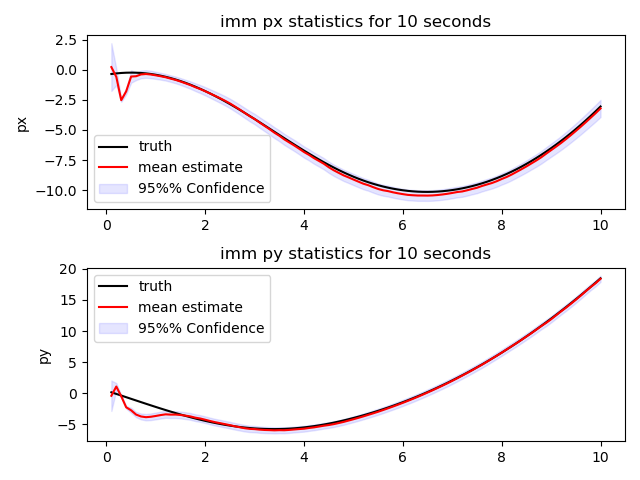 imm px statistics for 10 seconds
2.5
0.0
−2.5
−5.0
−7.5
−10.0
px
truth
mean estimate
95%% Confidence
0 2 4 6 8 10
imm py statistics for 10 seconds
20
15
10
5
0
−5
py
truth
mean estimate
95%% Confidence
0 2 4 6 8 10